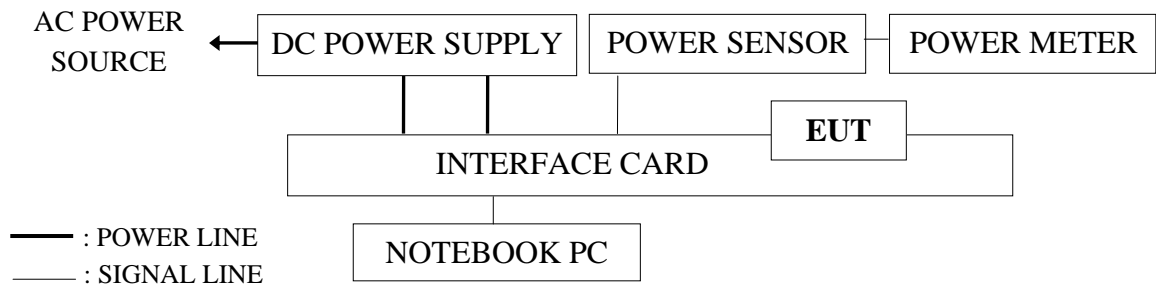 AC POWER
SOURCE
DC POWER SUPPLY
POWER SENSOR
POWER METER
EUT
INTERFACE CARD
NOTEBOOK PC
: POWER LINE
: SIGNAL LINE